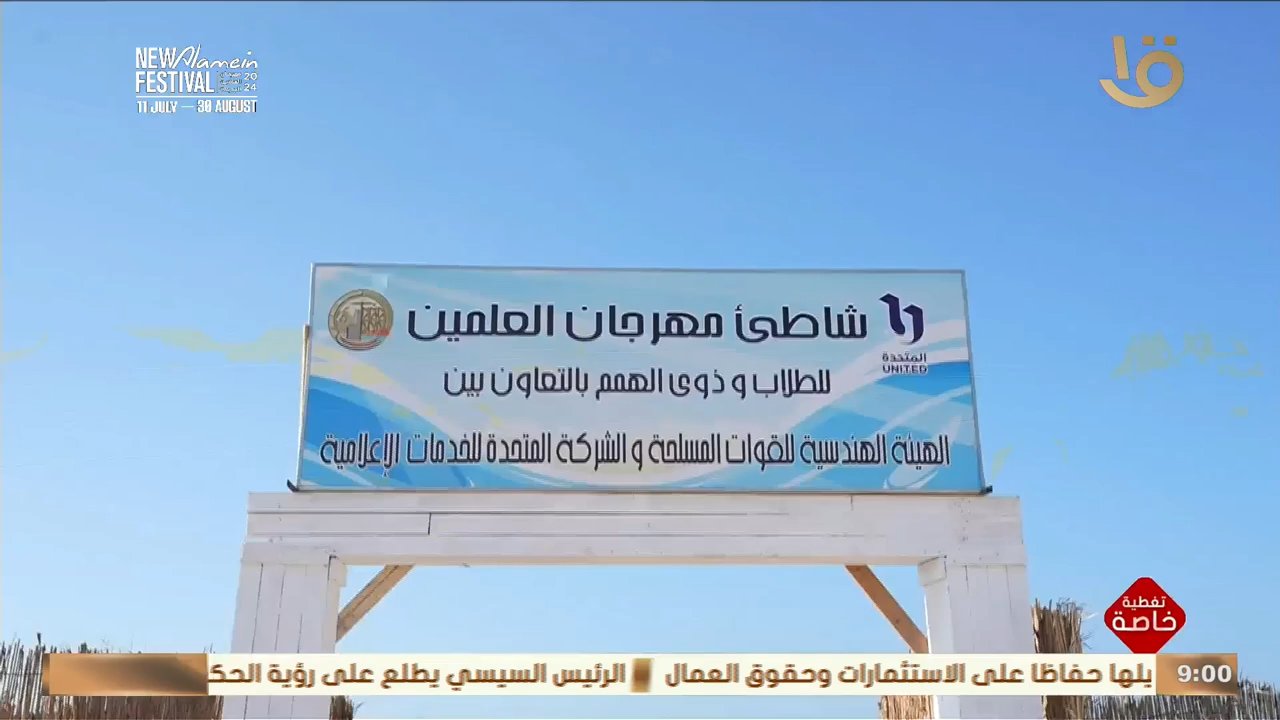 NEW Alamein
FESTIVAL
20
24
11 JULY — 30 AUGUST
شاطئ مهرجان العلمين
المتحدة
UNITED
للطلاب و ذوى الهمم بالتعاون بين
الهيئة الهندسية للقوات المسلحة و الشركة المتحدة للخدمات الإعلامية
تغطية
خاصة
9:00
يلها حفاظا على الاستثمارات وحقوق العمال
الرئيس السيسي يطلع على رؤية الحك